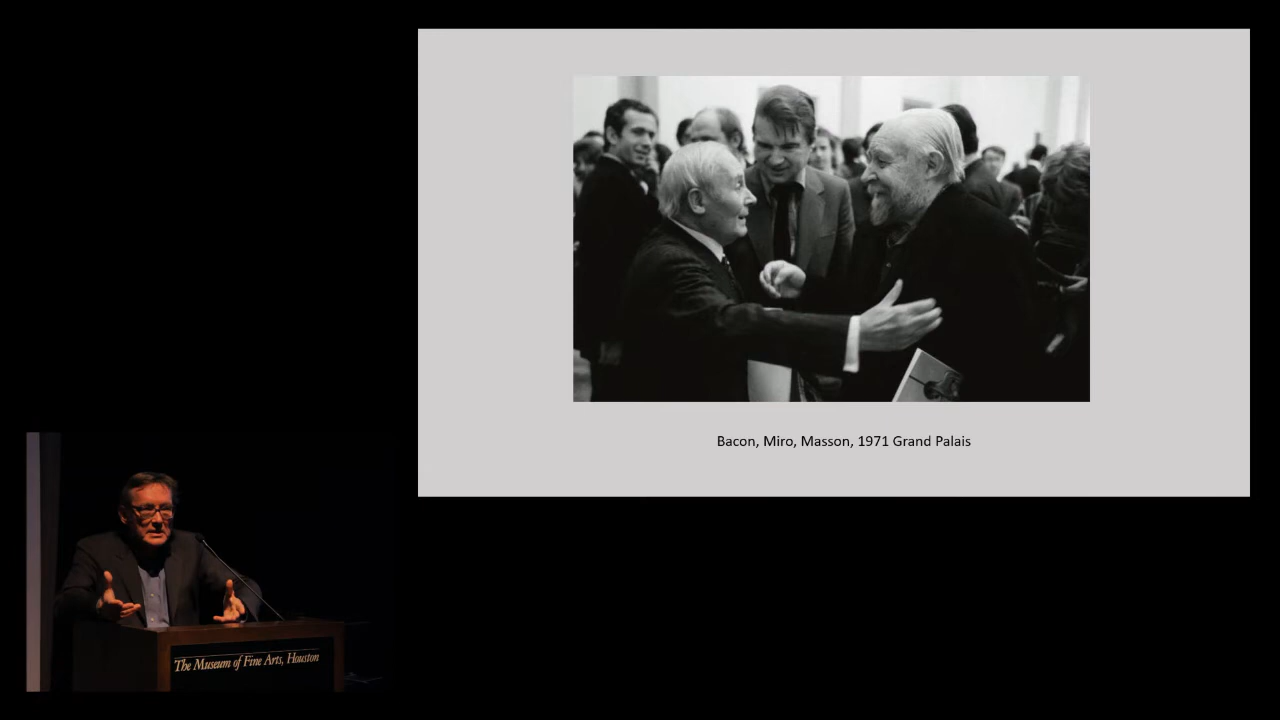 Bacon, Miro, Masson, 1971 Grand Palais
The Museum of Fine Arts, Houston